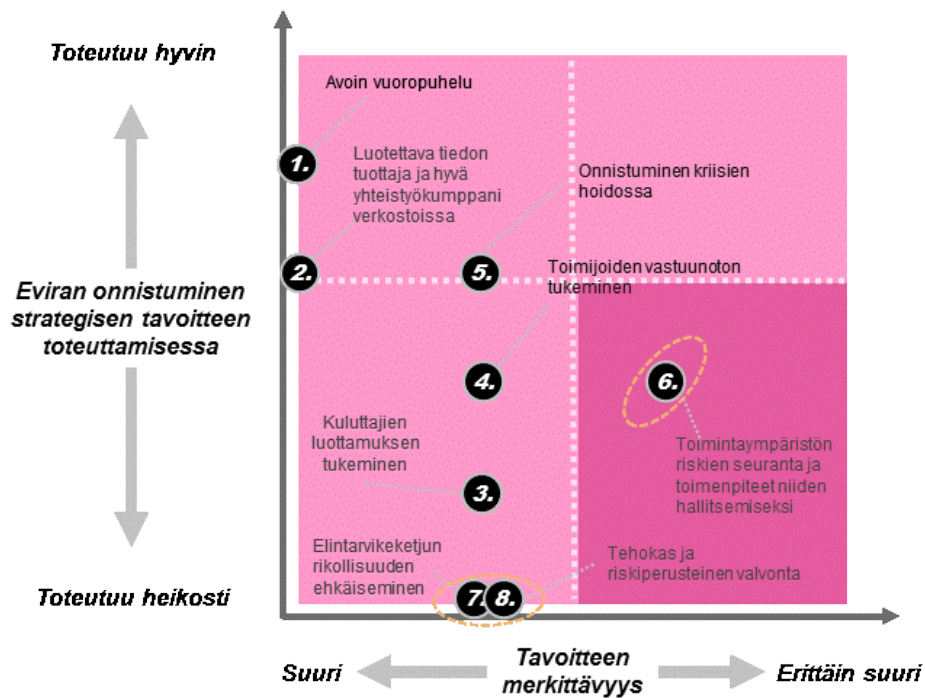 Toteutuu hyvin
Avoin vuoropuhelu
1.
Luotettava tiedon
tuottaja ja hyvä
yhteistyökumppani
verkostoissa
Onnistuminen kriisien
hoidossa
2.
5.
Toimijoiden vastuunoton
tukeminen
Eviran onnistuminen
strategisen tavoitteen
toteuttamisessa
4.
6.
Kuluttajien
luottamuksen
tukeminen
3.
Toimintaympäristön
riskien seuranta ja
toimenpiteet niiden
hallitsemiseksi
Elintarvikeketjun
rikollisuuden
ehkäiseminen
7.
8.
Tehokas ja
riskiperusteinen valvonta
Toteutuu heikosti
Suuri
Tavoitteen
merkittävyys
Erittäin suuri